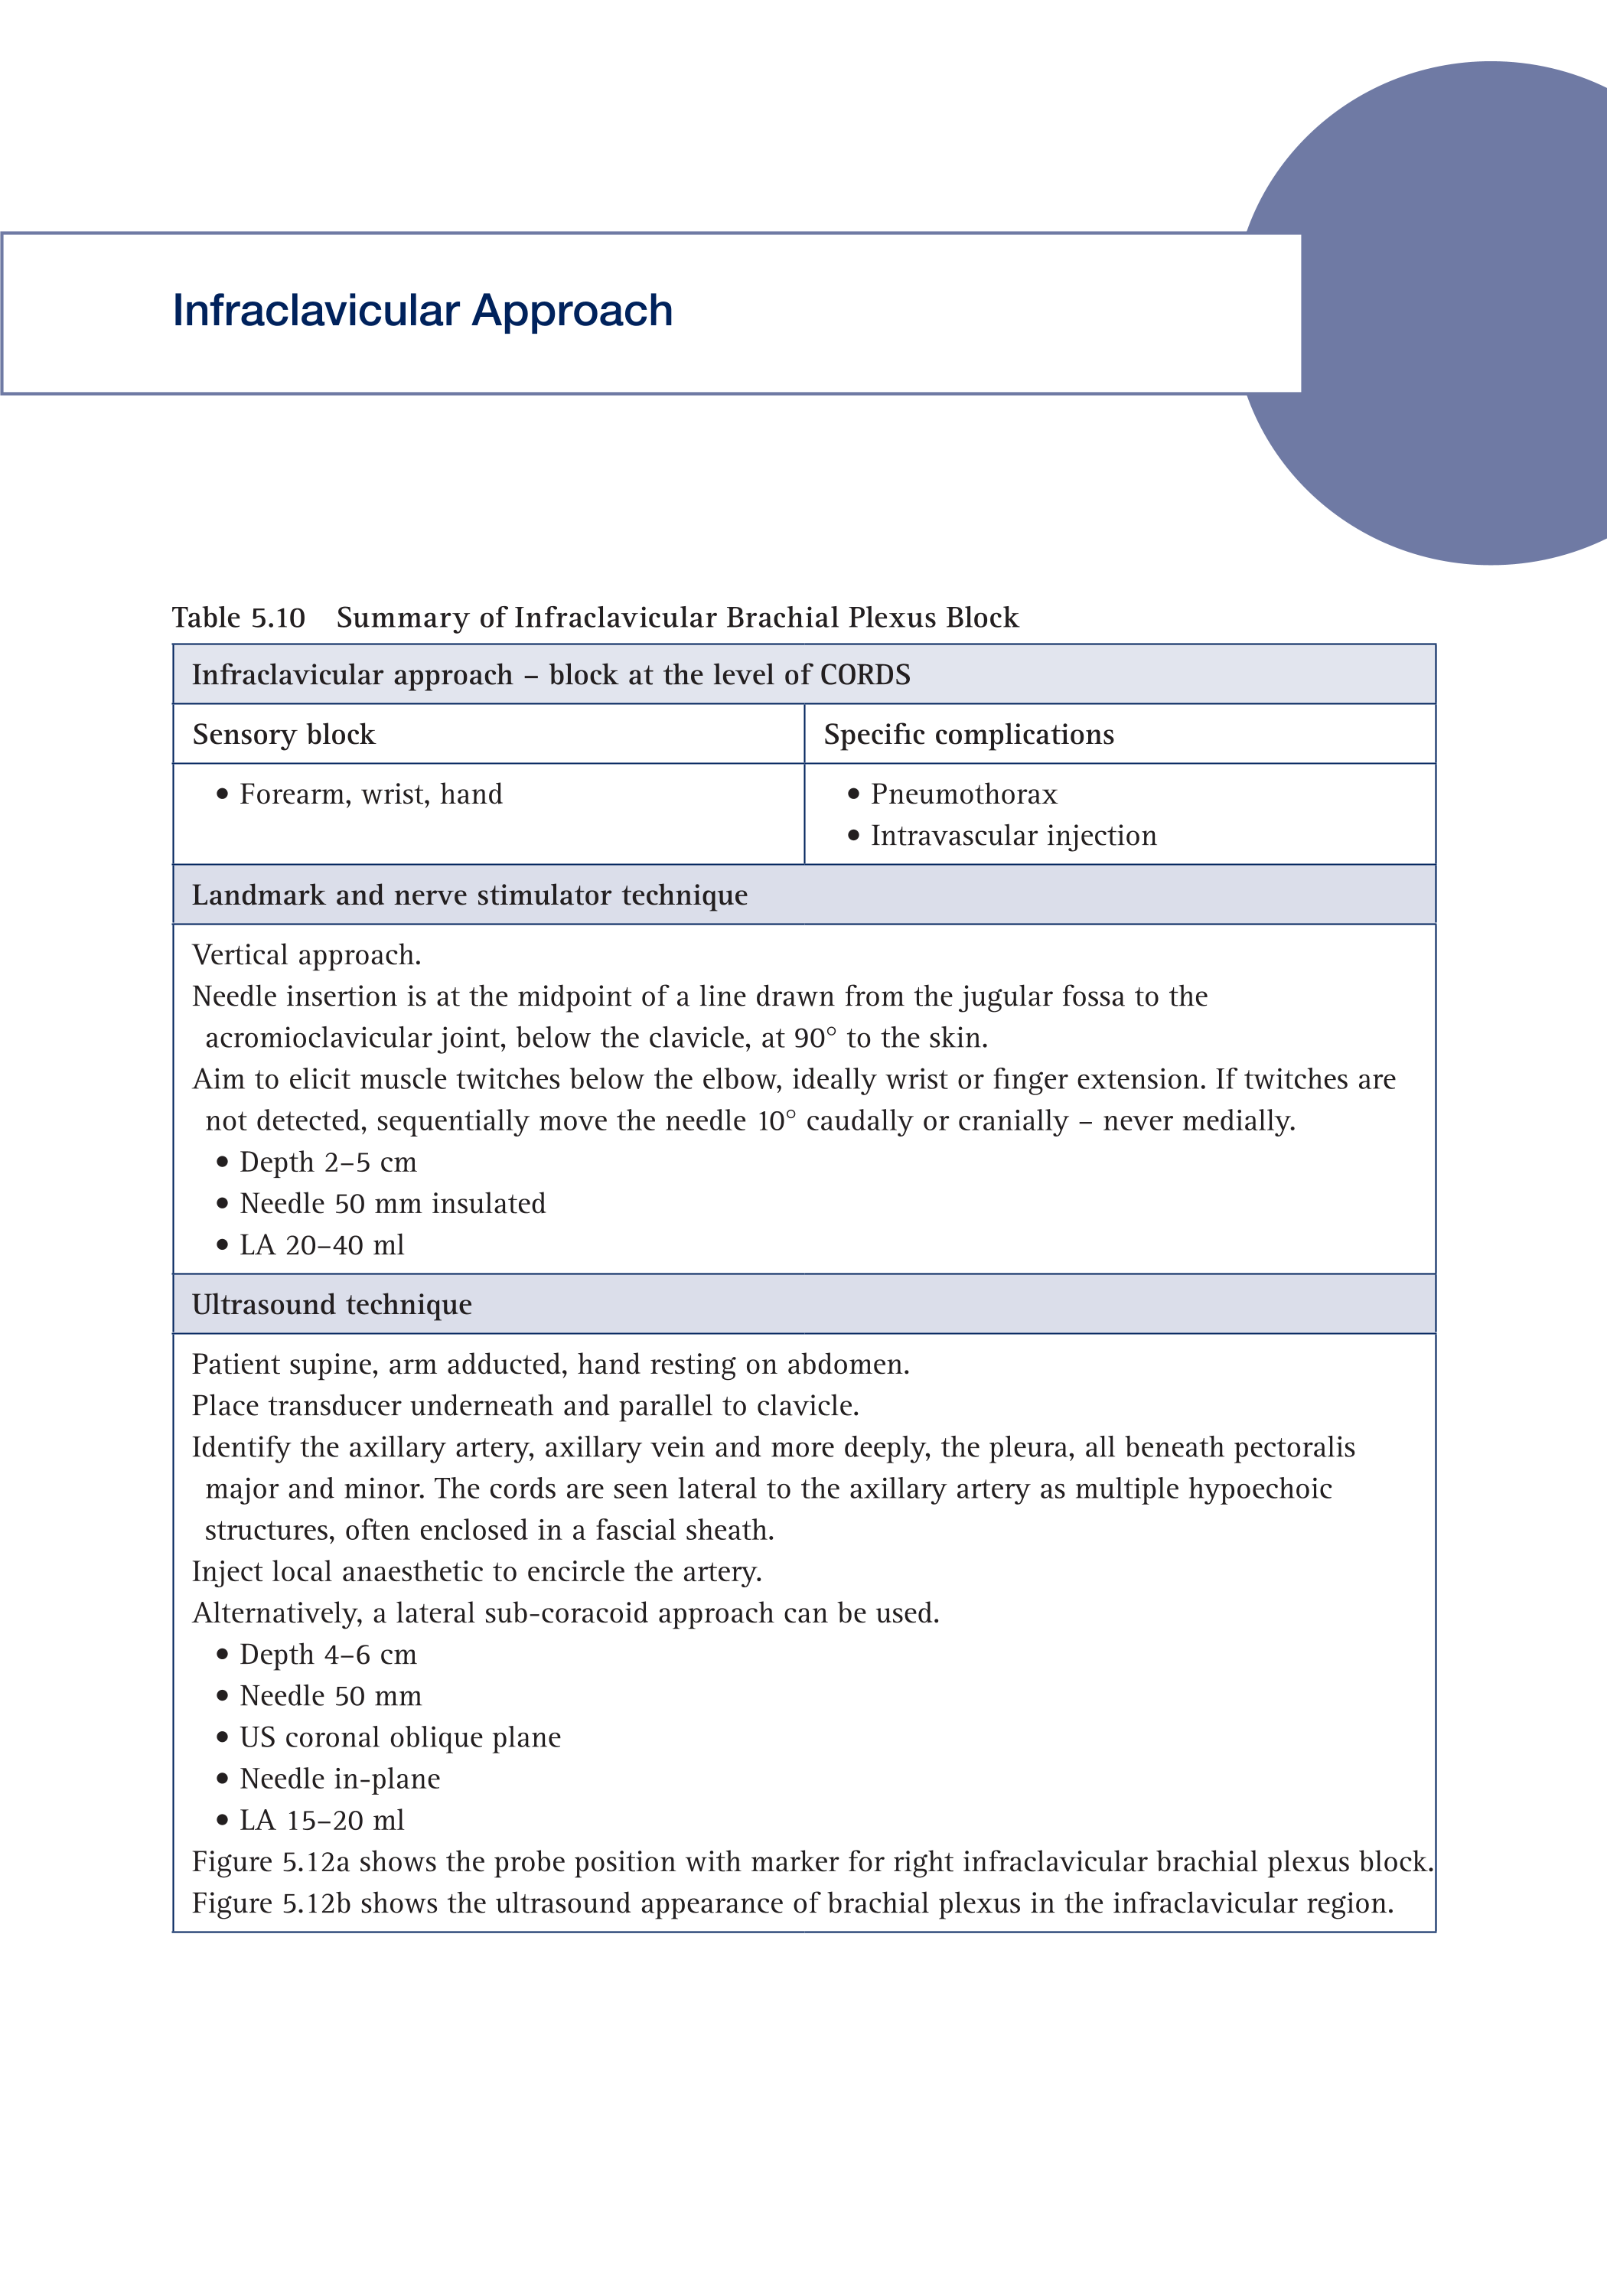 Infraclavicular Approach
Table 5.10 Summary of Infraclavicular Brachial Plexus Block
Infraclavicular approach – block at the level of CORDS
Sensory block
Specific complications
• Forearm, wrist, hand
• Pneumothorax
• Intravascular injection
Landmark and nerve stimulator technique
Vertical approach.
Needle insertion is at the midpoint of a line drawn from the jugular fossa to the
acromioclavicular joint, below the clavicle, at 90° to the skin.
Aim to elicit muscle twitches below the elbow, ideally wrist or finger extension. If twitches are
not detected, sequentially move the needle 10° caudally or cranially – never medially.
• Depth 2–5 cm
• Needle 50 mm insulated
• LA 20–40 ml
Ultrasound technique
Patient supine, arm adducted, hand resting on abdomen.
Place transducer underneath and parallel to clavicle.
Identify the axillary artery, axillary vein and more deeply, the pleura, all beneath pectoralis
major and minor. The cords are seen lateral to the axillary artery as multiple hypoechoic
structures, often enclosed in a fascial sheath.
Inject local anaesthetic to encircle the artery.
Alternatively, a lateral sub-coracoid approach can be used.
• Depth 4–6 cm
• Needle 50 mm
• US coronal oblique plane
• Needle in-plane
• LA 15–20 ml
Figure 5.12a shows the probe position with marker for right infraclavicular brachial plexus block.
Figure 5.12b shows the ultrasound appearance of brachial plexus in the infraclavicular region.